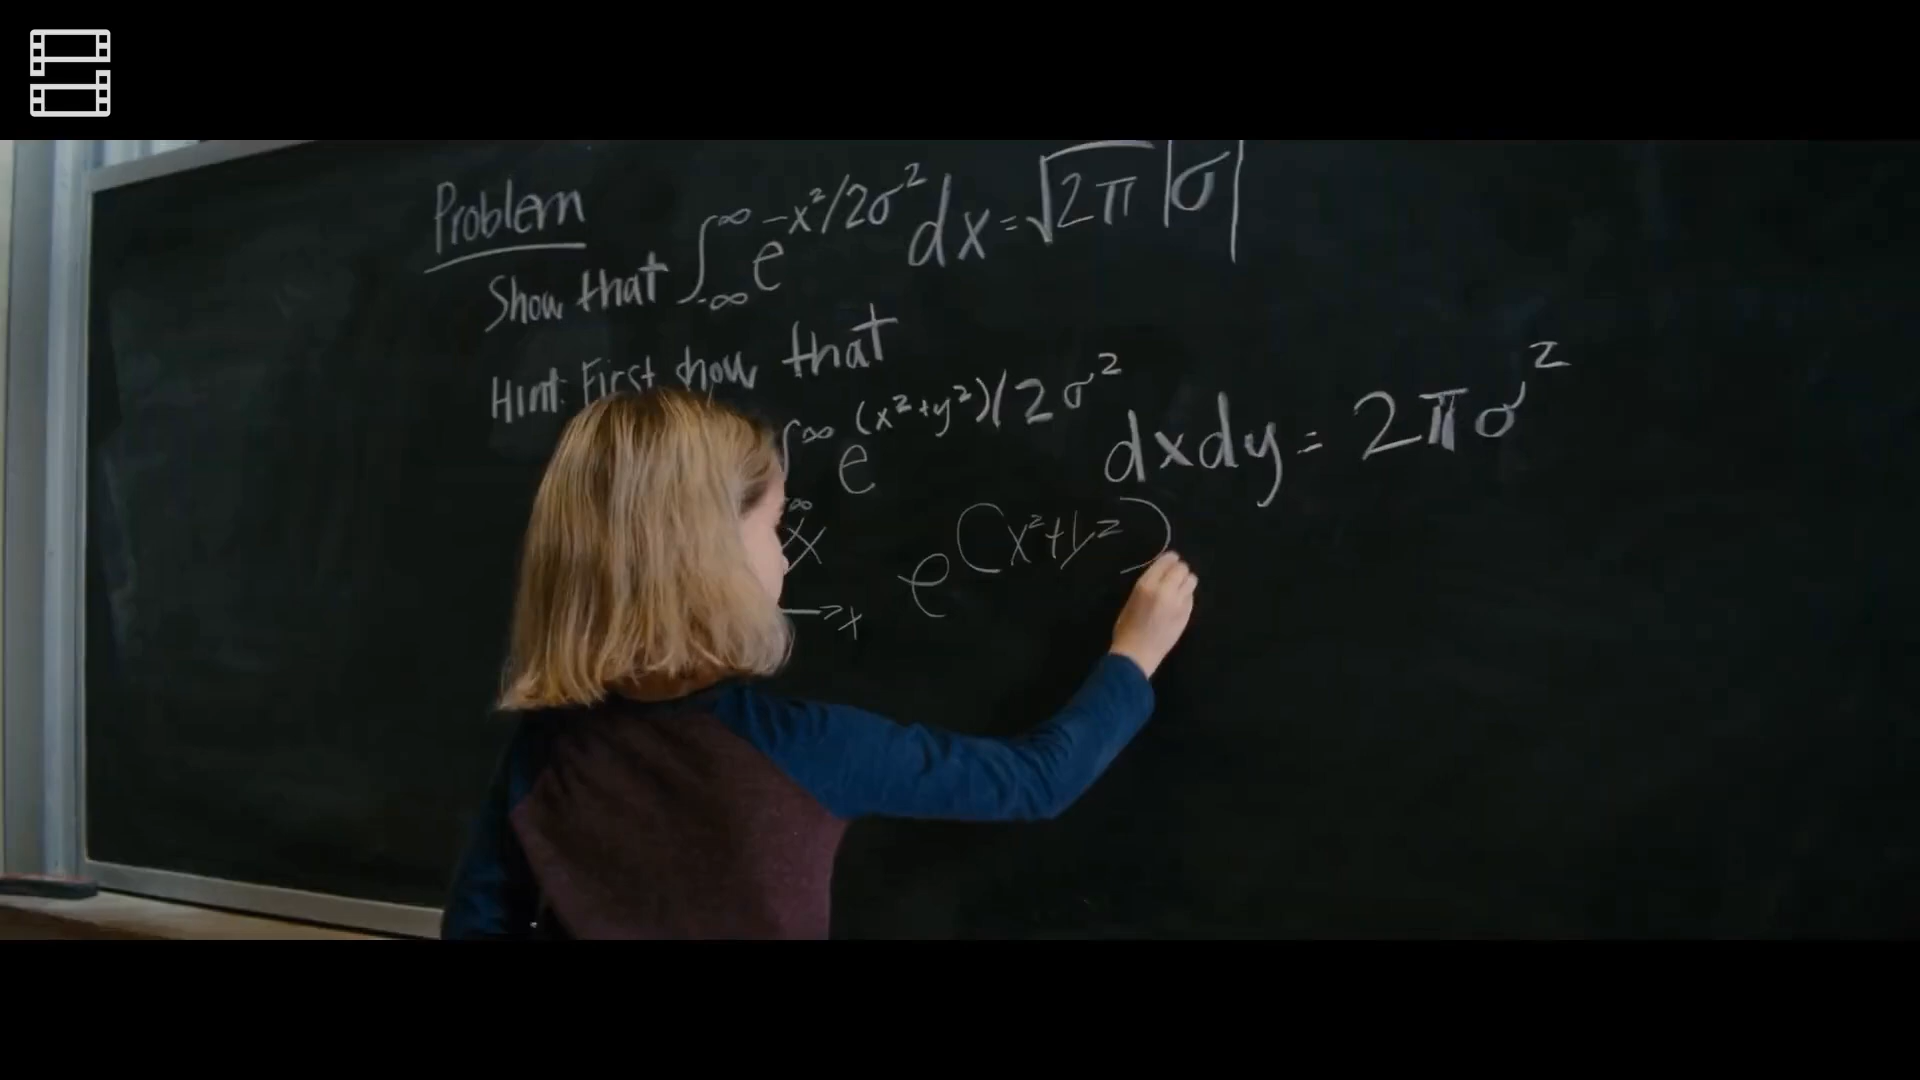 Problem
Show that ∫_{-∞}^{∞} e^{-x²/2σ²} dx = √2π |σ|
Hint: First show that
∫^{∞} e^{(x²+y²)/2σ²} dxdy = 2πσ²
∞
x e^{(x²+y²)}
→x